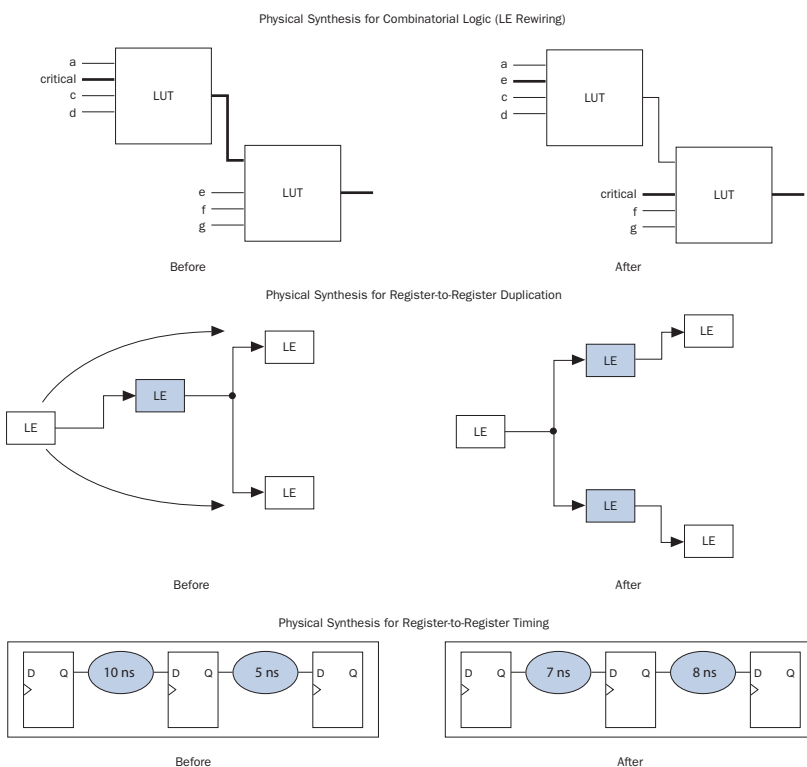 Physical Synthesis for Combinatorial Logic (LE Rewiring)
a
critical
c
d
LUT
e
f
g
LUT
Before
a
e
c
d
LUT
critical
f
g
LUT
After
Physical Synthesis for Register-to-Register Duplication
LE
LE
LE
LE
Before
LE
LE
LE
LE
LE
After
Physical Synthesis for Register-to-Register Timing
D Q 10 ns D Q 5 ns D Q
Before
D Q 7 ns D Q 8 ns D Q
After